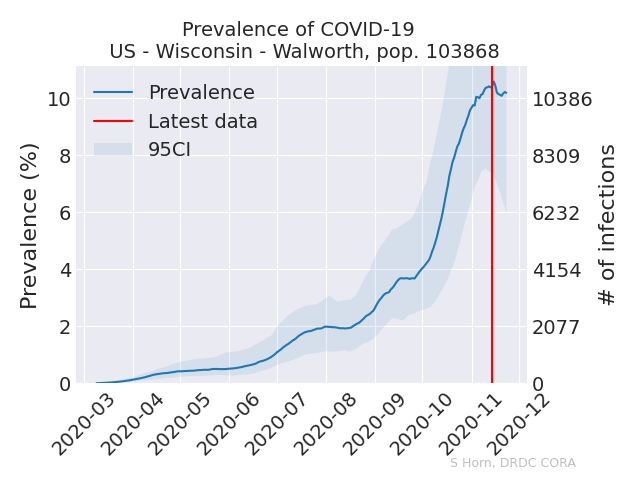 Prevalence of COVID-19
US - Wisconsin - Walworth, pop. 103868
Prevalence
Latest data
95CI
Prevalence (%)
10
8
6
4
2
0
# of infections
10386
8309
6232
4154
2077
0
2020-03
2020-04
2020-05
2020-06
2020-07
2020-08
2020-09
2020-10
2020-11
2020-12
S Horn, DRDC CORA